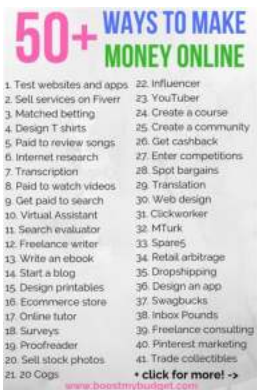 50+ WAYS TO MAKE
MONEY ONLINE
1. Test websites and apps
2. Sell services on Fiverr
3. Matched betting
4. Design T shirts
5. Paid to review songs
6. Internet research
7. Transcription
8. Paid to watch videos
9. Get paid to search
10. Virtual Assistant
11. Search evaluator
12. Freelance writer
13. Write an ebook
14. Start a blog
15. Design printables
16. Ecommerce store
17. Online tutor
18. Surveys
19. Proofreader
20. Sell stock photos
21. 20 Cogs
22. Influencer
23. YouTuber
24. Create a course
25. Create a community
26. Get cashback
27. Enter competitions
28. Spot bargains
29. Translation
30. Web design
31. Clickworker
32. MTurk
33. Spare5
34. Retail arbitrage
35. Dropshipping
36. Design an app
37. Swagbucks
38. Inbox Pounds
39. Freelance consulting
40. Pinterest marketing
41. Trade collectibles
+ click for more! ->
www.boostmybudget.com